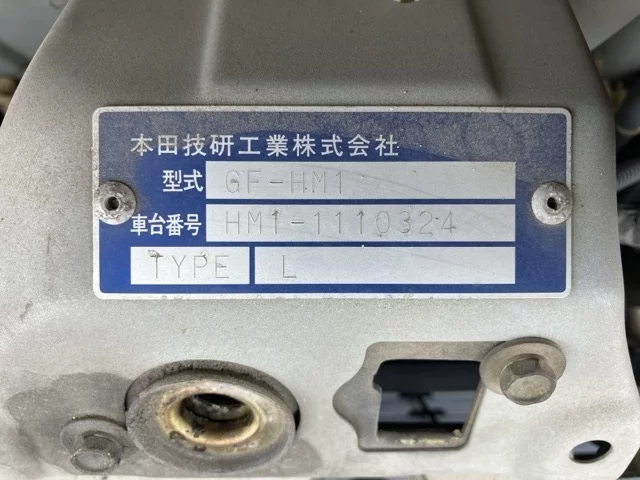 本田技研工業株式会社
型式 GF-HM1
車台番号 HM1-1110324
TYPE L